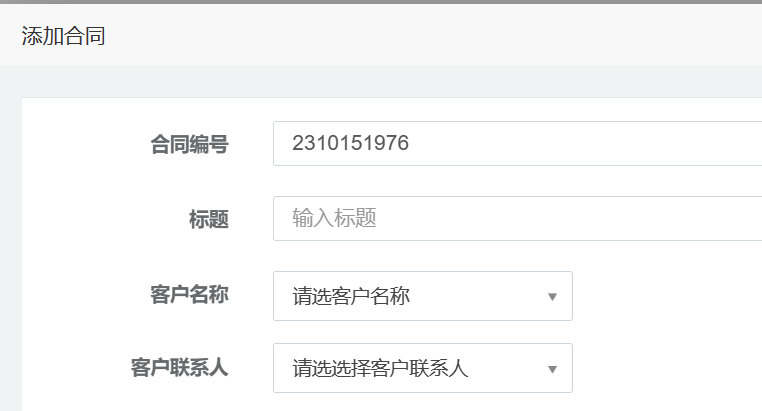 添加合同
合同编号 2310151976
标题 输入标题
客户名称 请选客户名称
客户联系人 请选选择客户联系人